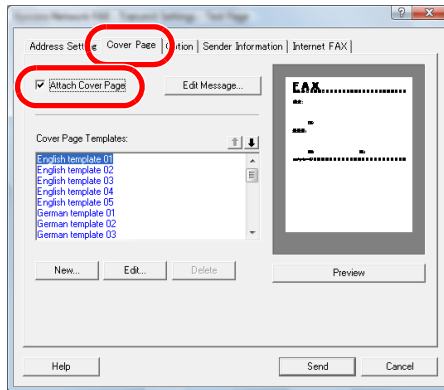 Address Setting Cover Page Option Sender Information Internet FAX
Attach Cover Page Edit Message...
FAX
Cover Page Templates:
English template 01
English template 02
English template 03
English template 04
English template 05
German template 01
German template 02
German template 03
New... Edit... Delete Preview
Help Send Cancel